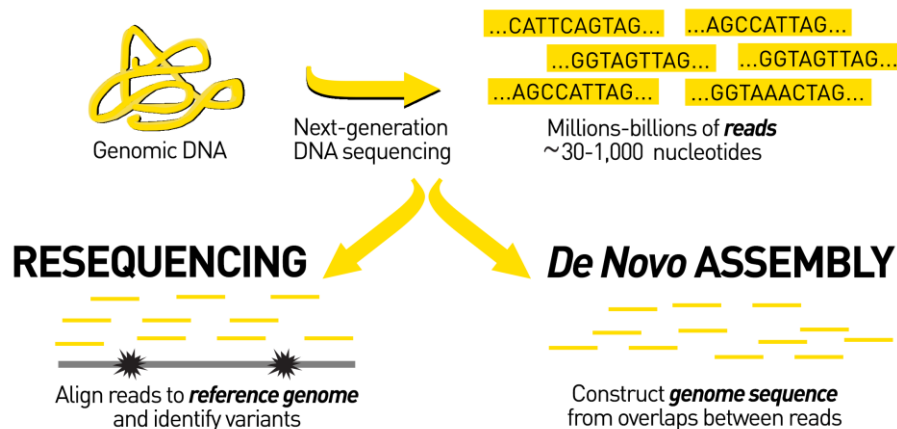 ...CATTCAGTAG... ...AGCCATTAG...
...GGTAGTTAG... ...GGTAGTTAG...
...AGCCATTAG... ...GGTAAACTAG...
Genomic DNA
Next-generation
DNA sequencing
Millions-billions of reads
~30-1,000 nucleotides
RESEQUENCING
Align reads to reference genome
and identify variants
De Novo ASSEMBLY
Construct genome sequence
from overlaps between reads